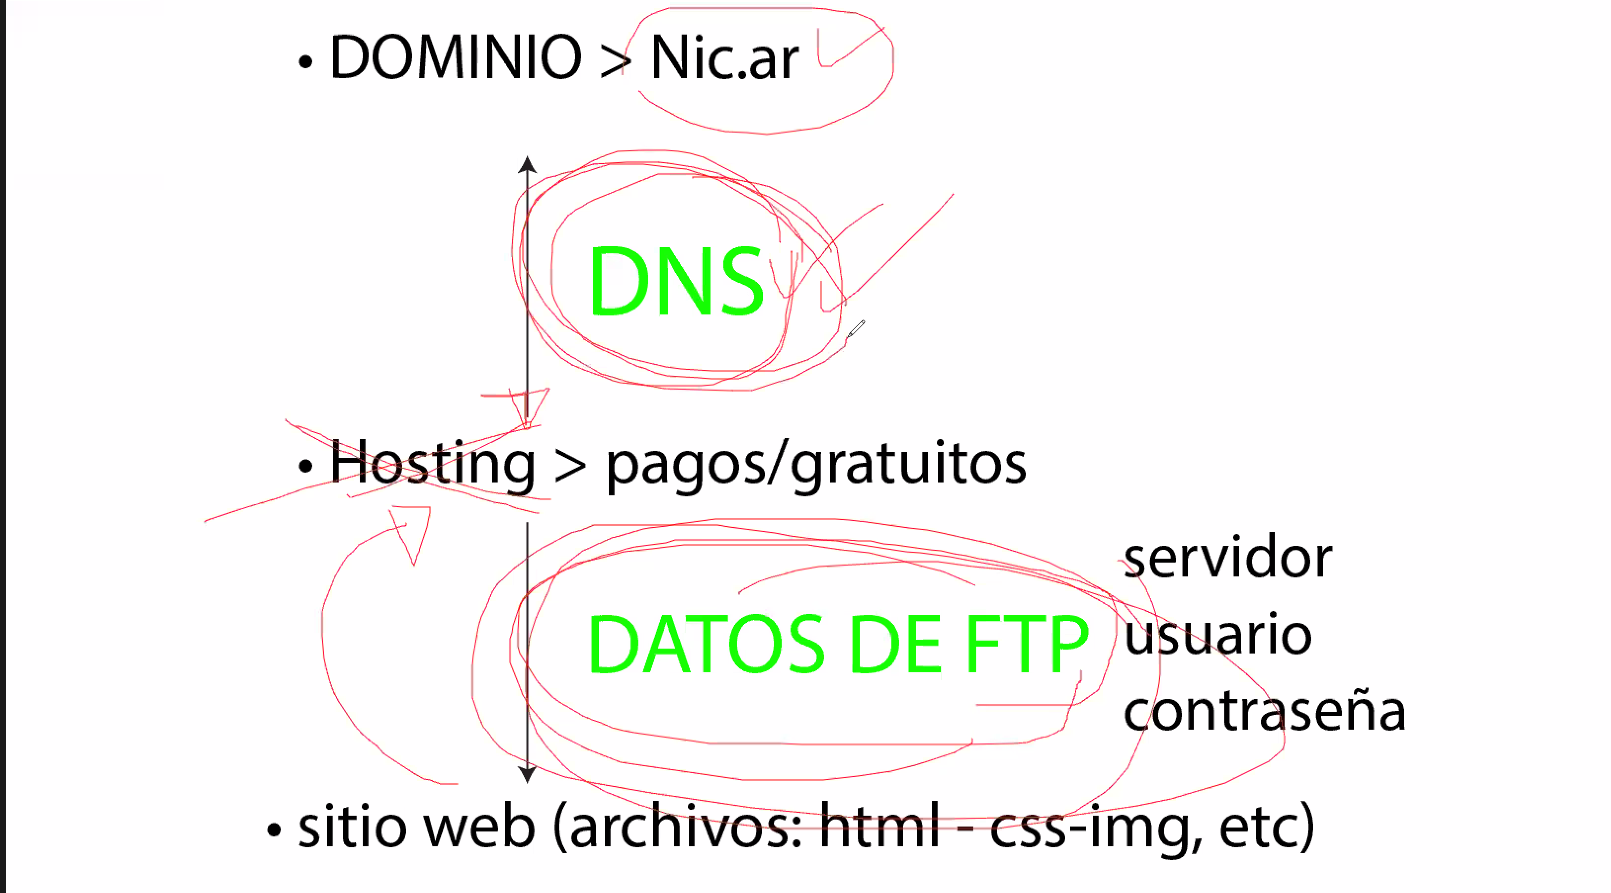 • DOMINIO > Nic.ar
DNS
• Hosting > pagos/gratuitos
servidor
DATOS DE FTP usuario
contraseña
• sitio web (archivos: html - css-img, etc)